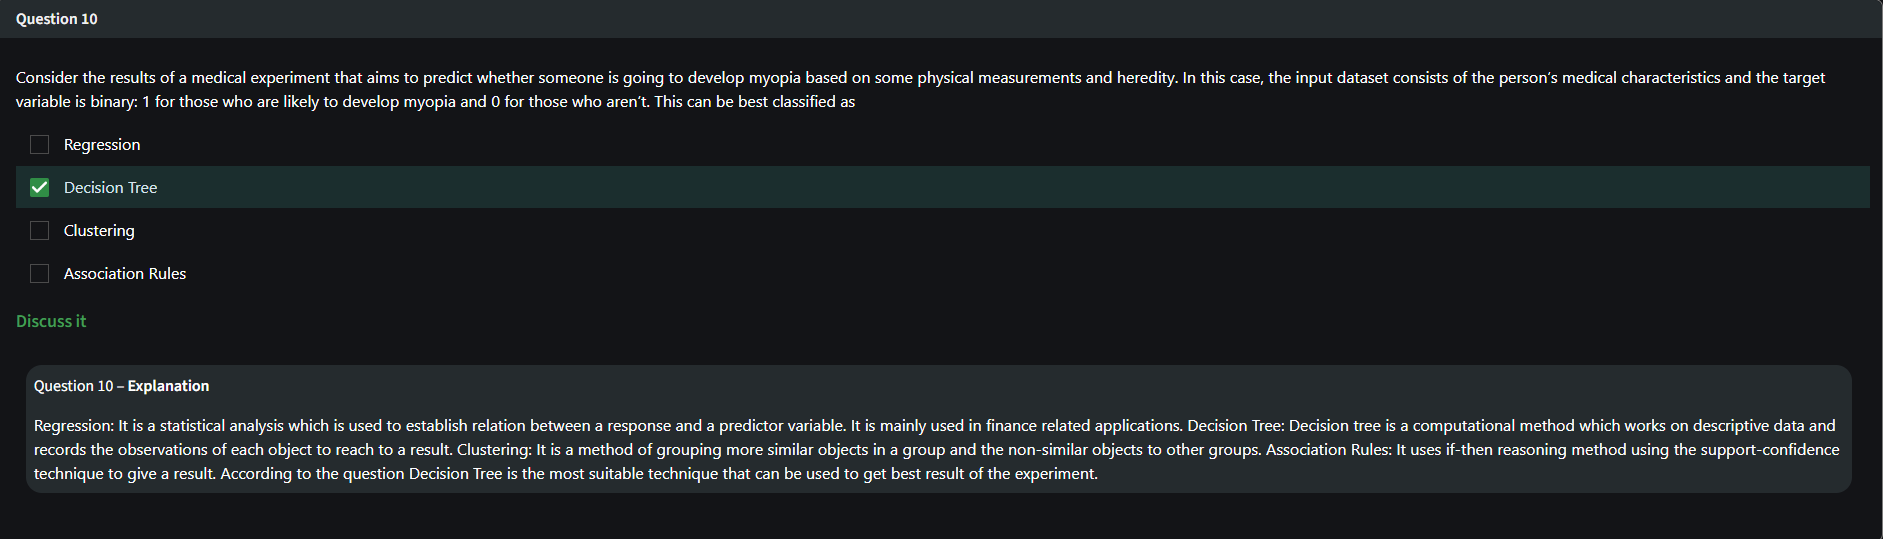 Question 10
Consider the results of a medical experiment that aims to predict whether someone is going to develop myopia based on some physical measurements and heredity. In this case, the input dataset consists of the person’s medical characteristics and the target
variable is binary: 1 for those who are likely to develop myopia and 0 for those who aren’t. This can be best classified as
Regression
Decision Tree
Clustering
Association Rules
Discuss it
Question 10 – Explanation
Regression: It is a statistical analysis which is used to establish relation between a response and a predictor variable. It is mainly used in finance related applications. Decision Tree: Decision tree is a computational method which works on descriptive data and
records the observations of each object to reach to a result. Clustering: It is a method of grouping more similar objects in a group and the non-similar objects to other groups. Association Rules: It uses if-then reasoning method using the support-confidence
technique to give a result. According to the question Decision Tree is the most suitable technique that can be used to get best result of the experiment.